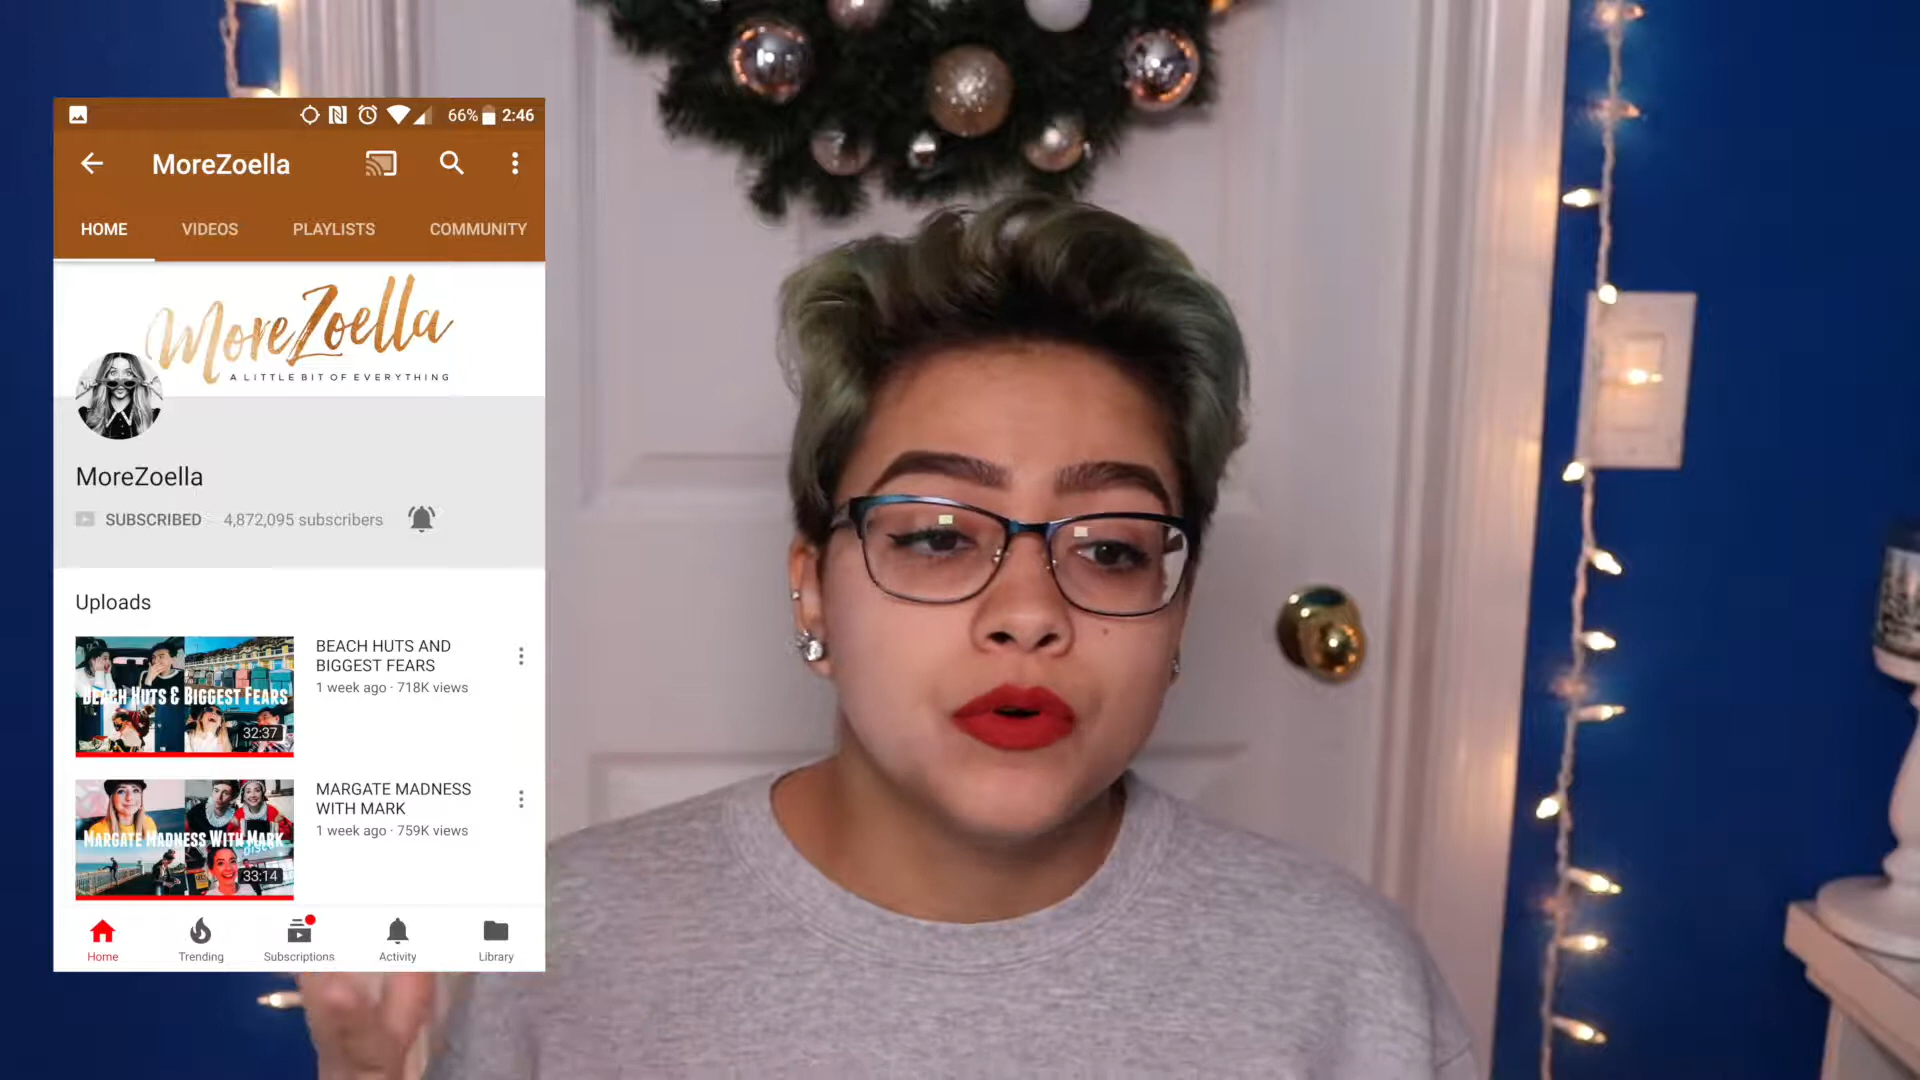 66% 2:46
MoreZoella
HOME VIDEOS PLAYLISTS COMMUNITY
MoreZoella
A LITTLE BIT OF EVERYTHING
MoreZoella
SUBSCRIBED 4,872,095 subscribers
Uploads
BEACH HUTS & BIGGEST FEARS
32:37
BEACH HUTS AND
BIGGEST FEARS
1 week ago · 718K views
MARGATE MADNESS WITH MARK
33:14
MARGATE MADNESS
WITH MARK
1 week ago · 759K views
Home Trending Subscriptions Activity Library